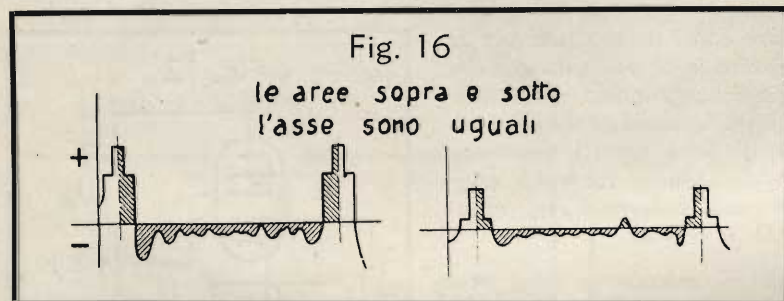 Fig. 16
le aree sopra e sotto
l'asse sono uguali
+
-